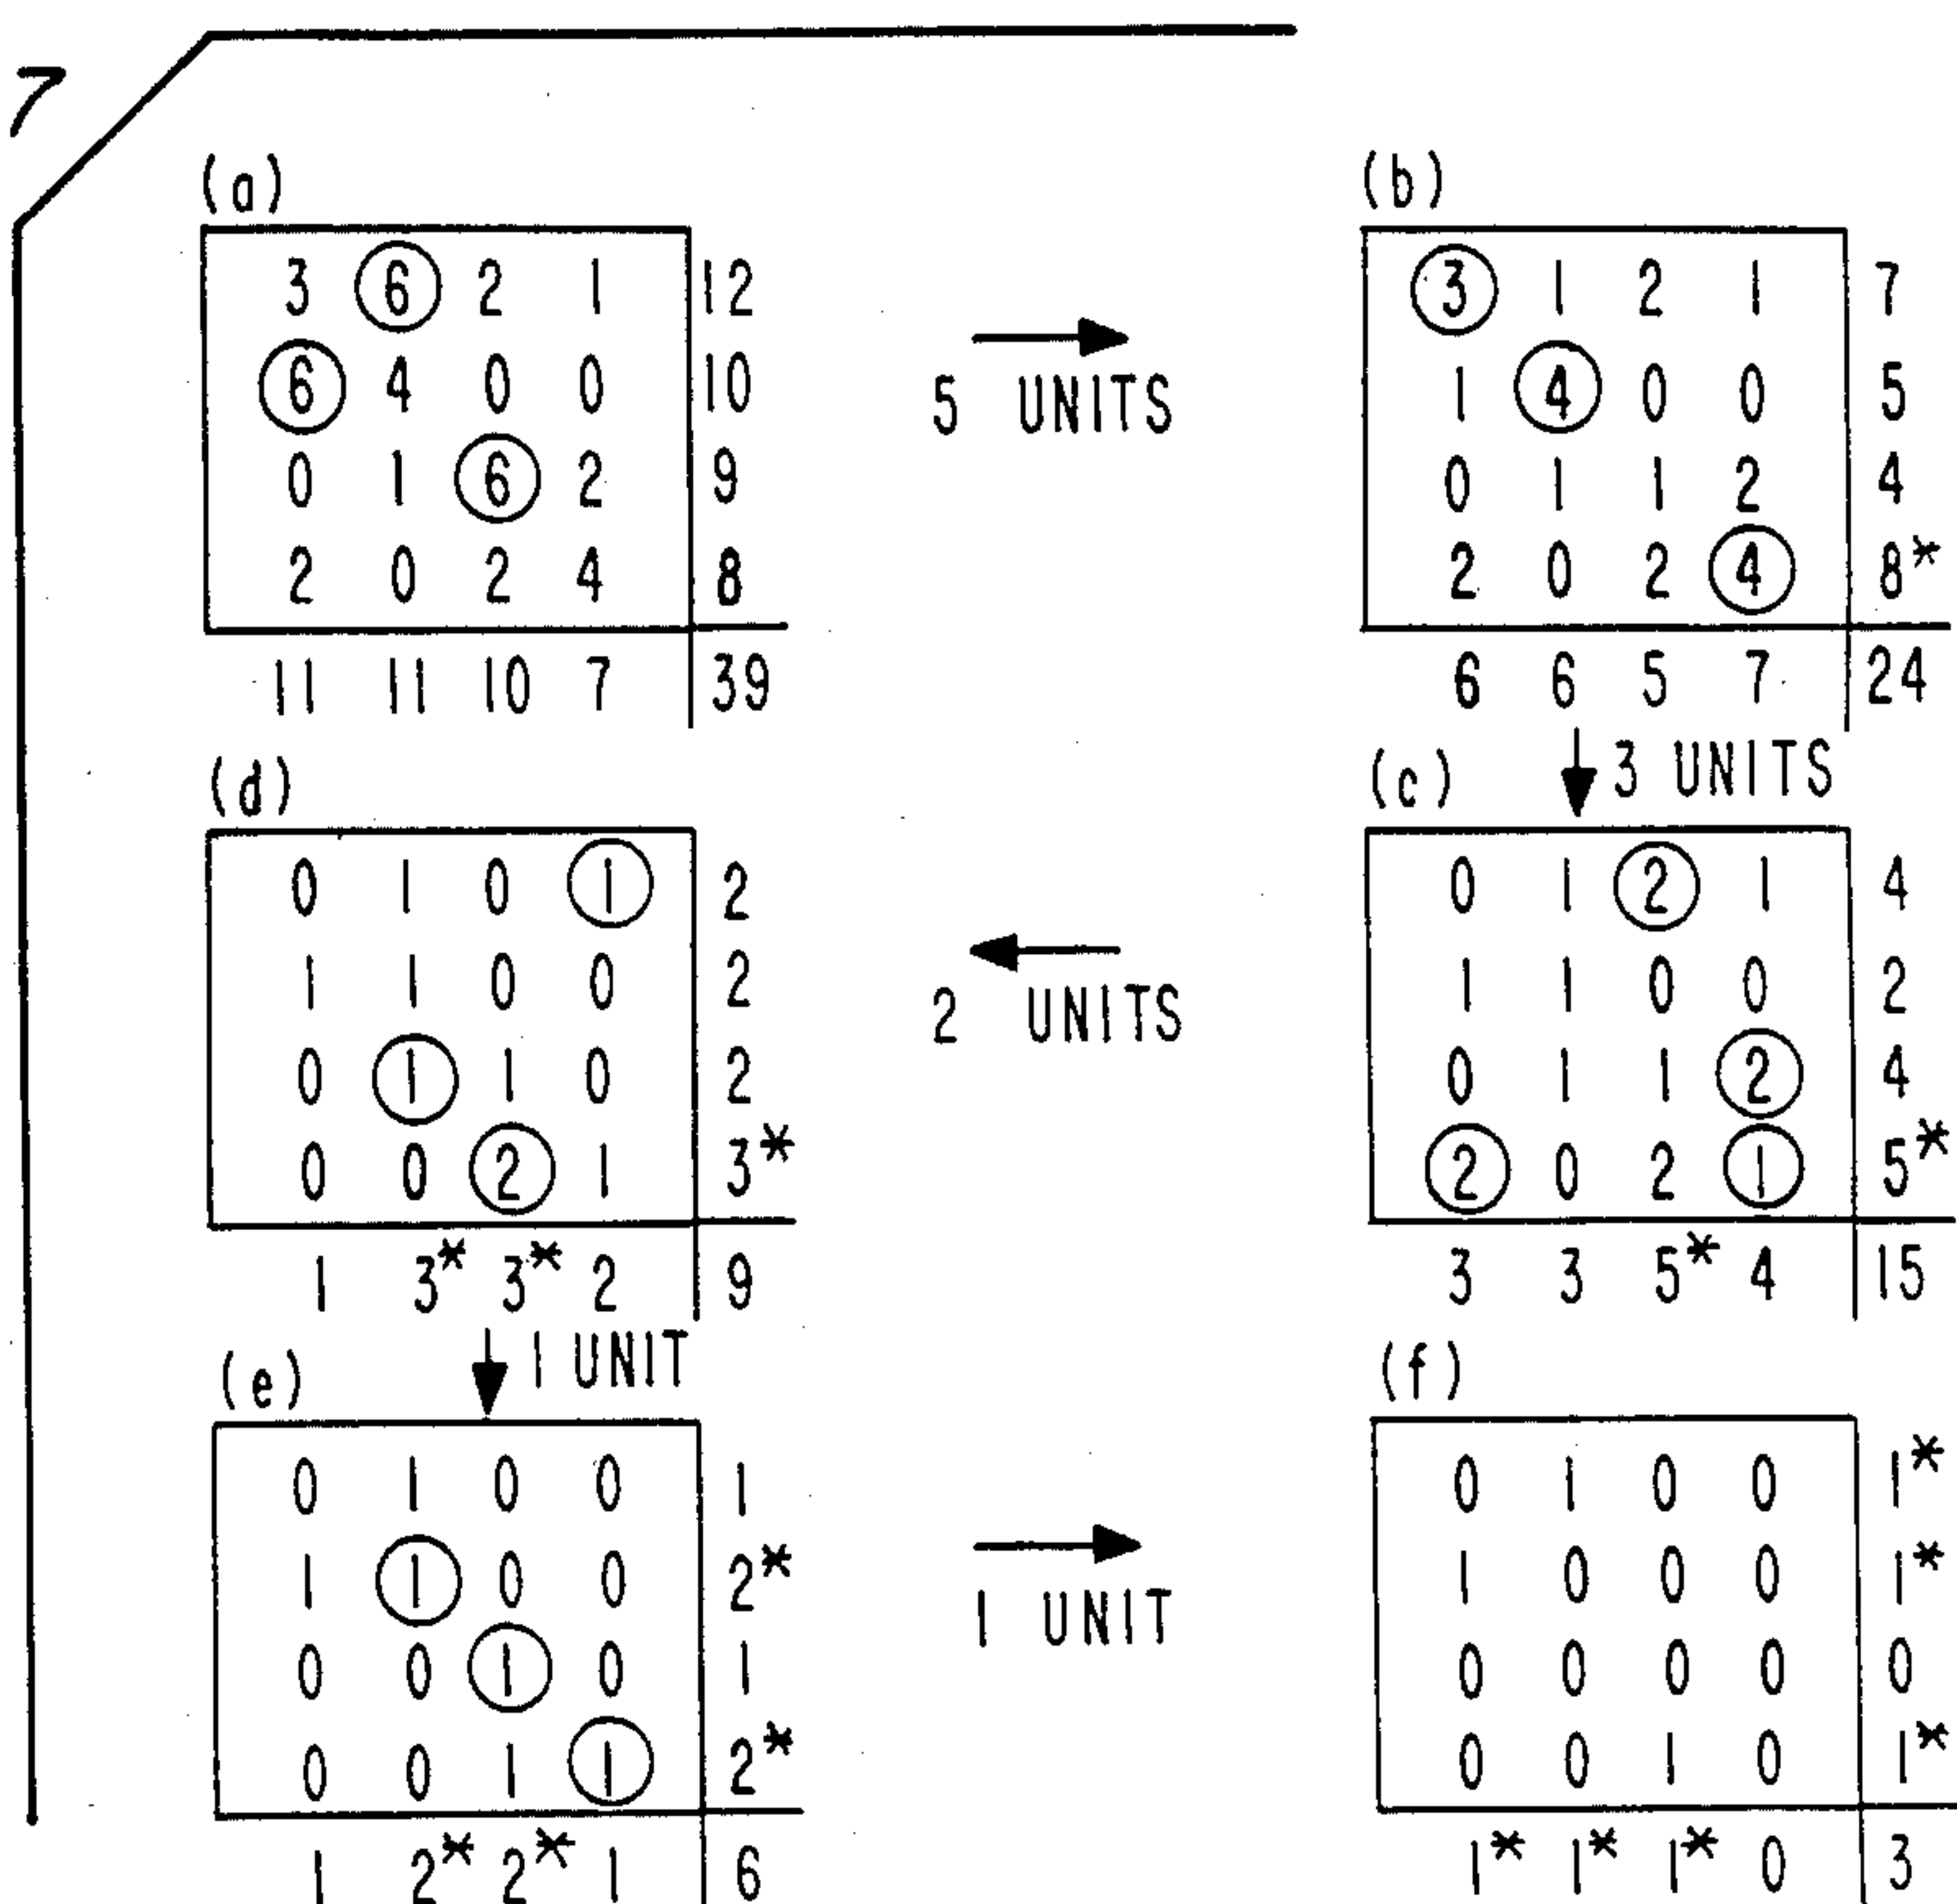 7
(a)
3 6 2 1 12
6 4 0 0 10
0 1 6 2 9
2 0 2 4 8
11 11 10 7 39
5 UNITS
(b)
3 1 2 1 7
1 4 0 0 5
0 1 1 2 4
2 0 2 4 8*
6 6 5 7 24
3 UNITS
(c)
0 1 2 1 4
1 1 0 0 2
0 1 1 2 4
2 0 2 1 5*
3 3 5* 4 15
2 UNITS
(d)
0 1 0 1 2
1 1 0 0 2
0 1 1 0 2
0 0 2 1 3*
1 3* 3* 2 9
1 UNIT
(e)
0 1 0 0 1
1 1 0 0 2*
0 0 1 0 1
0 0 1 1 2*
1 2* 2* 1 6
1 UNIT
(f)
0 1 0 0 1*
1 0 0 0 1*
0 0 0 0 0
0 0 1 0 1*
1* 1* 1* 0 3